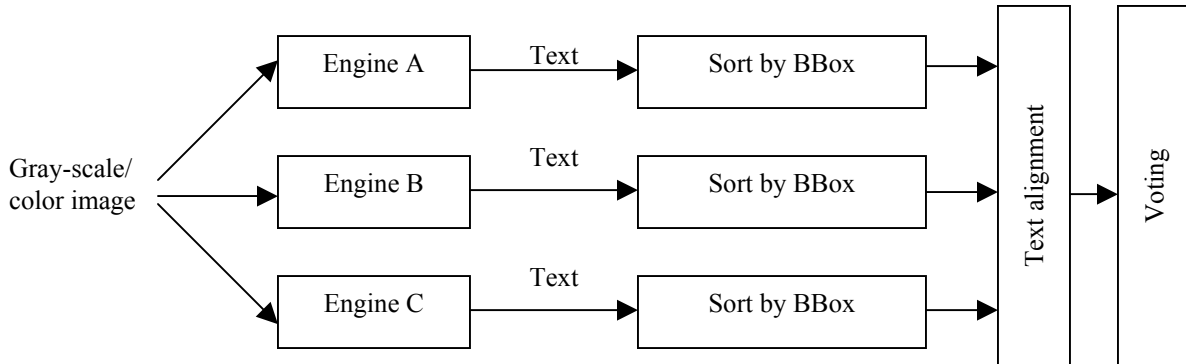 Gray-scale/
color image
Engine A
Text
Sort by BBox
Engine B
Text
Sort by BBox
Engine C
Text
Sort by BBox
Text alignment
Voting